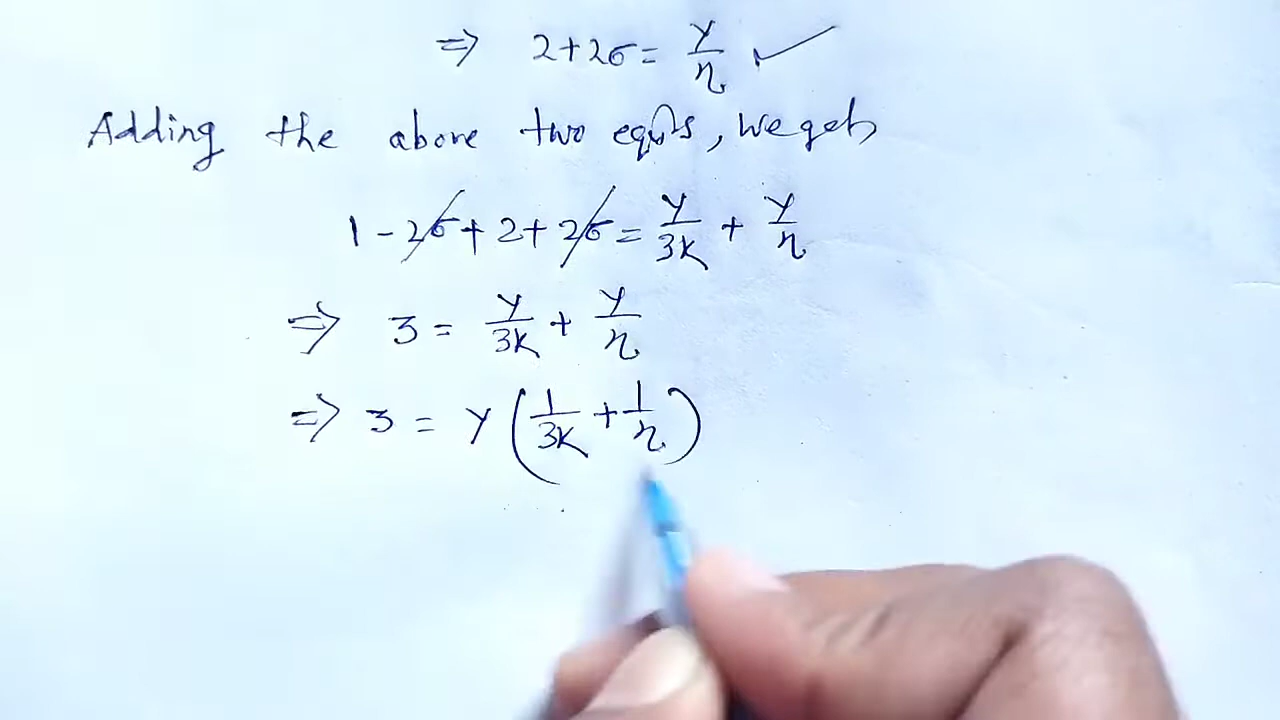 ⇒ 2+2σ = Y/η ✓
Adding the above two eqⁿs, we get,
1 - 2σ + 2 + 2σ = Y/3K + Y/η
⇒ 3 = Y/3K + Y/η
⇒ 3 = Y (1/3K + 1/η)